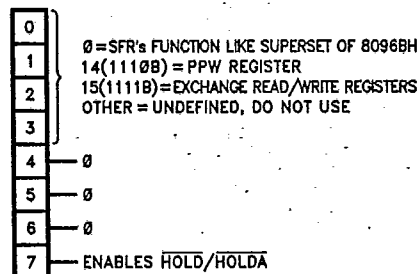 0
1
2
3
4
5
6
7
0=SFR's FUNCTION LIKE SUPERSET OF 8096BH
14(1110B)=PPW REGISTER
15(1111B)=EXCHANGE READ/WRITE REGISTERS
OTHER=UNDEFINED, DO NOT USE
0
0
0
ENABLES HOLD/HOLDA